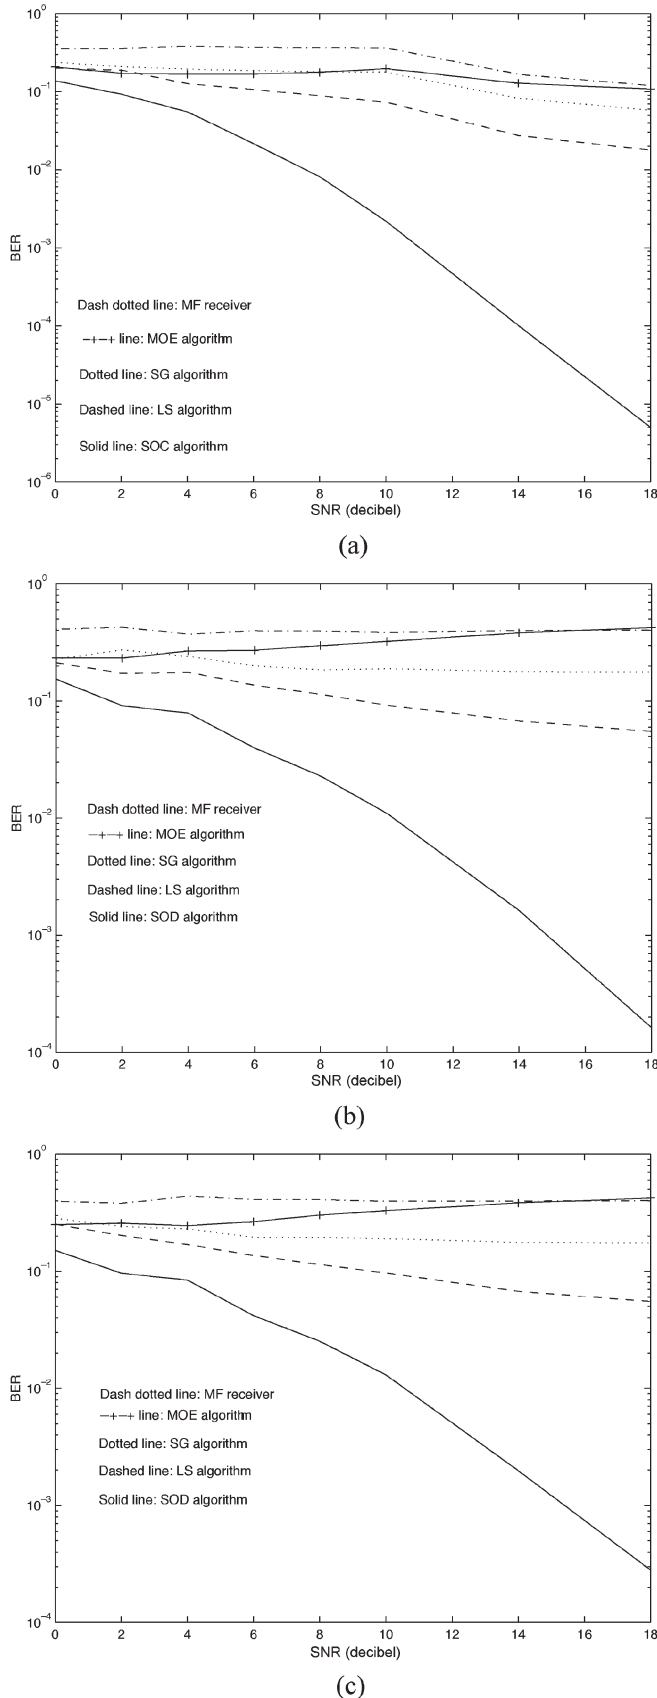 10^0
10^-1
10^-2
10^-3
10^-4
10^-5
10^-6
BER
Dash dotted line: MF receiver
line: MOE algorithm
Dotted line: SG algorithm
Dashed line: LS algorithm
Solid line: SOC algorithm
0 2 4 6 8 10 12 14 16 18
SNR (decibel)
(a)
10^0
10^-1
10^-2
10^-3
10^-4
BER
Dash dotted line: MF receiver
line: MOE algorithm
Dotted line: SG algorithm
Dashed line: LS algorithm
Solid line: SOD algorithm
0 2 4 6 8 10 12 14 16 18
SNR (decibel)
(b)
10^0
10^-1
10^-2
10^-3
10^-4
BER
Dash dotted line: MF receiver
line: MOE algorithm
Dotted line: SG algorithm
Dashed line: LS algorithm
Solid line: SOD algorithm
0 2 4 6 8 10 12 14 16 18
SNR (decibel)
(c)